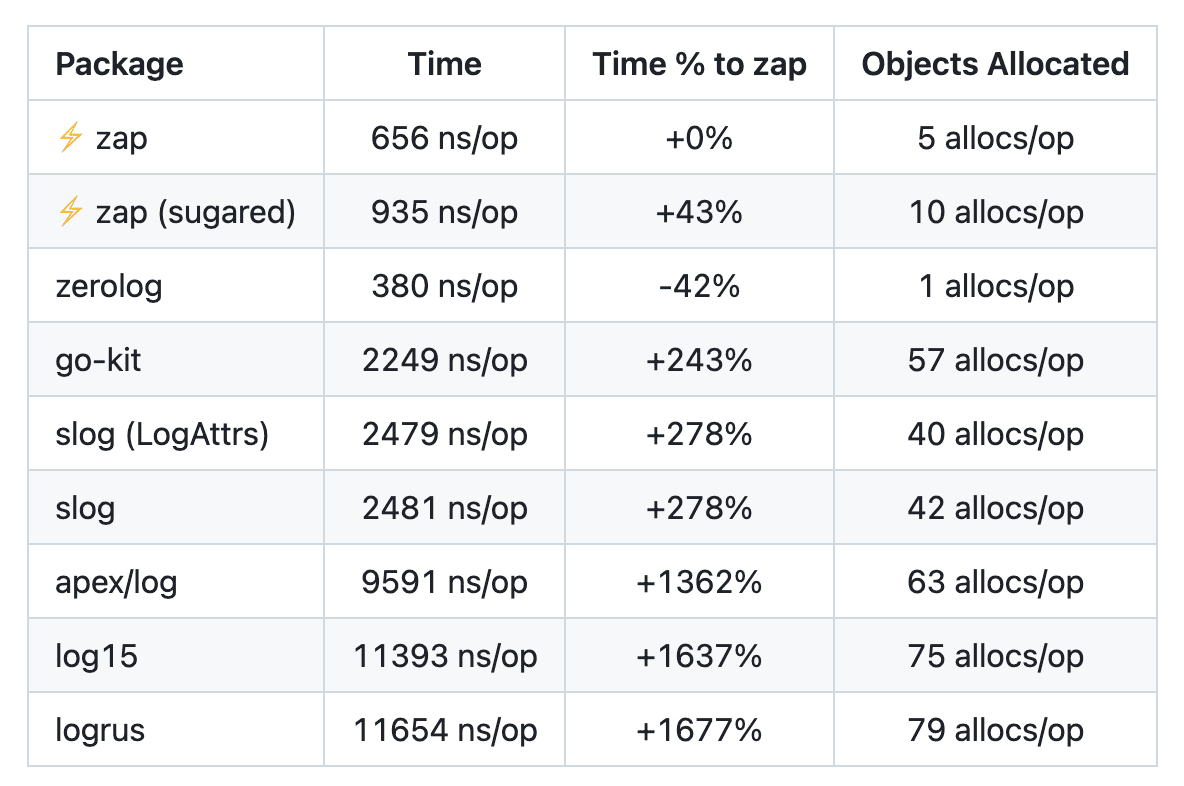 Package Time Time % to zap Objects Allocated
⚡ zap 656 ns/op +0% 5 allocs/op
⚡ zap (sugared) 935 ns/op +43% 10 allocs/op
zerolog 380 ns/op -42% 1 allocs/op
go-kit 2249 ns/op +243% 57 allocs/op
slog (LogAttrs) 2479 ns/op +278% 40 allocs/op
slog 2481 ns/op +278% 42 allocs/op
apex/log 9591 ns/op +1362% 63 allocs/op
log15 11393 ns/op +1637% 75 allocs/op
logrus 11654 ns/op +1677% 79 allocs/op